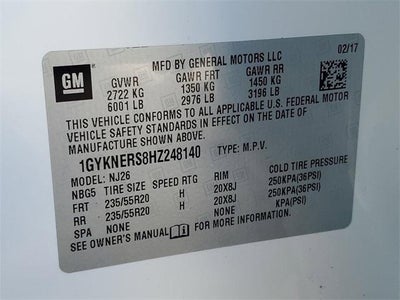 GM
MFD BY GENERAL MOTORS LLC
02/17
GVWR GAWR FRT GAWR RR
2722 KG 1350 KG 1450 KG
6001 LB 2976 LB 3196 LB
THIS VEHICLE CONFORMS TO ALL APPLICABLE U.S. FEDERAL MOTOR
VEHICLE SAFETY STANDARDS IN EFFECT ON THE DATE OF
MANUFACTURE SHOWN ABOVE.
1GYKNERS8HZ248140 TYPE: M.P.V.
MODEL: NJ26
NBG5 TIRE SIZE SPEED RTG RIM COLD TIRE PRESSURE
FRT 235/55R20 H 20X8J 250KPA(36PSI)
RR 235/55R20 H 20X8J 250KPA(36PSI)
SPA NONE KPA(PSI)
SEE OWNER'S MANUAL FOR ADDITIONAL INFORMATION.